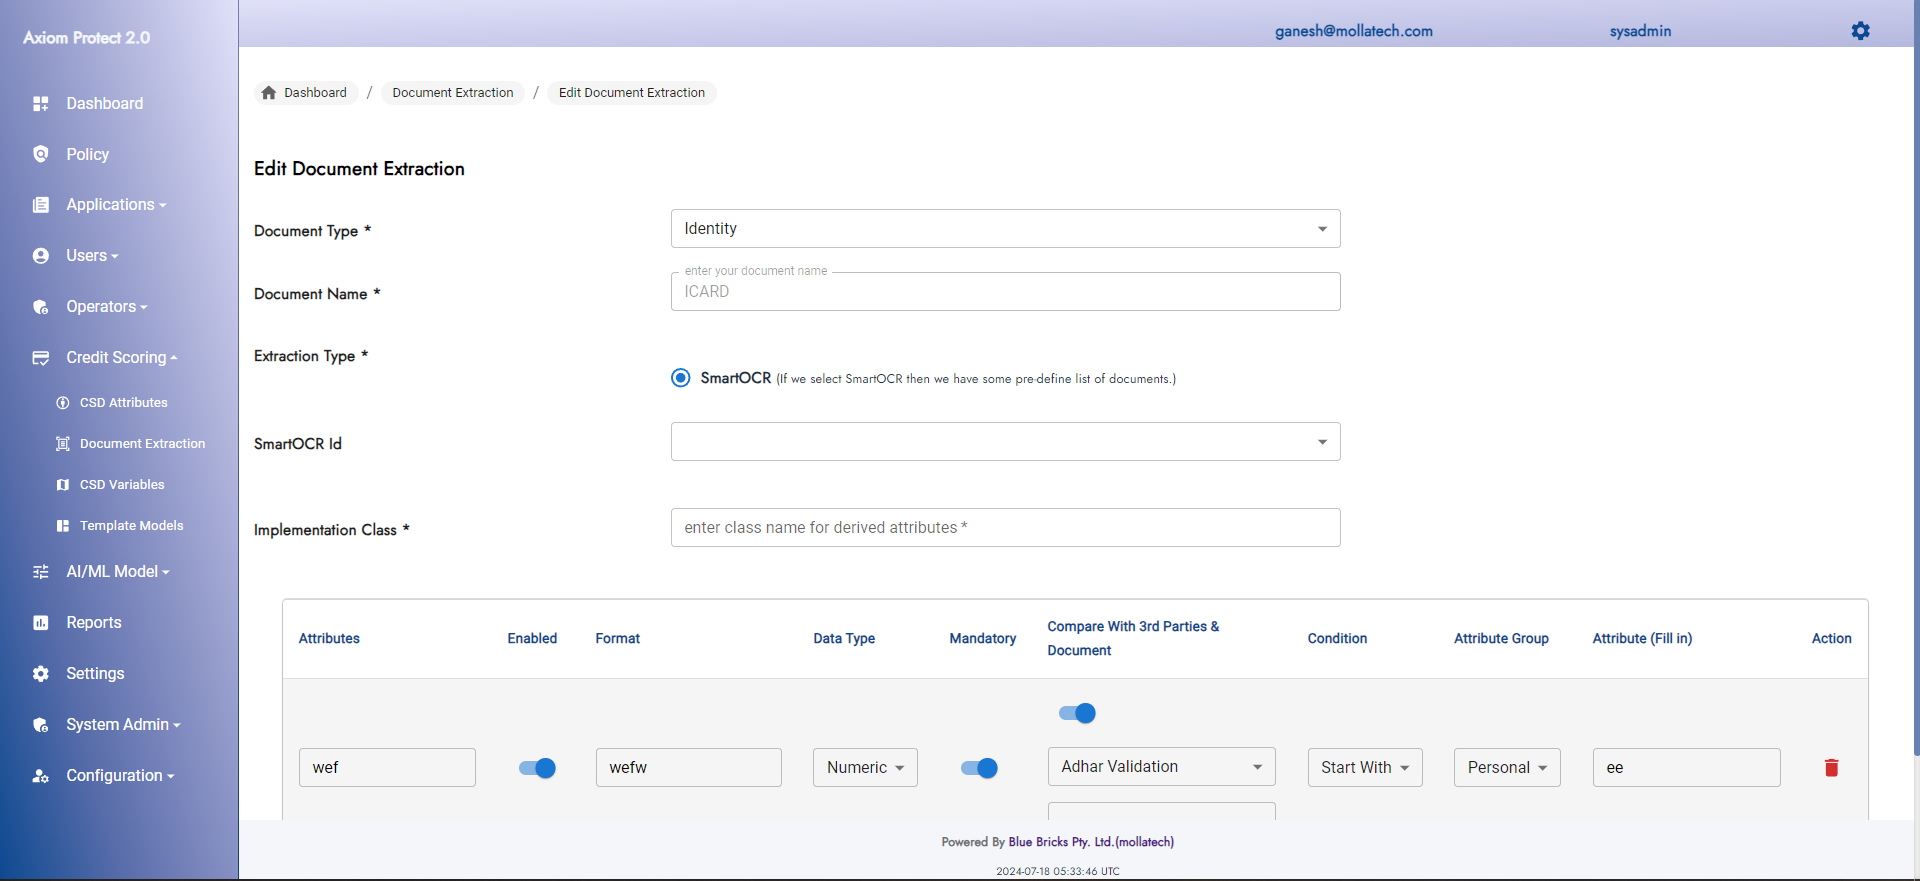 Axiom Protect 2.0
ganesh@mollatech.com
sysadmin
Dashboard
Policy
Applications
Users
Operators
Credit Scoring
CSD Attributes
Document Extraction
CSD Variables
Template Models
AI/ML Model
Reports
Settings
System Admin
Configuration
Dashboard / Document Extraction / Edit Document Extraction
Edit Document Extraction
Document Type *
Identity
Document Name *
enter your document name
ICARD
Extraction Type *
SmartOCR (If we select SmartOCR then we have some pre-define list of documents.)
SmartOCR Id
Implementation Class *
enter class name for derived attributes *
Attributes Enabled Format Data Type Mandatory Compare With 3rd Parties & Document Condition Attribute Group Attribute (Fill in) Action
wef wefw Numeric Adhar Validation Start With Personal ee
Powered By Blue Bricks Pty. Ltd.(mollatech)
2024-07-18 05:33:46 UTC